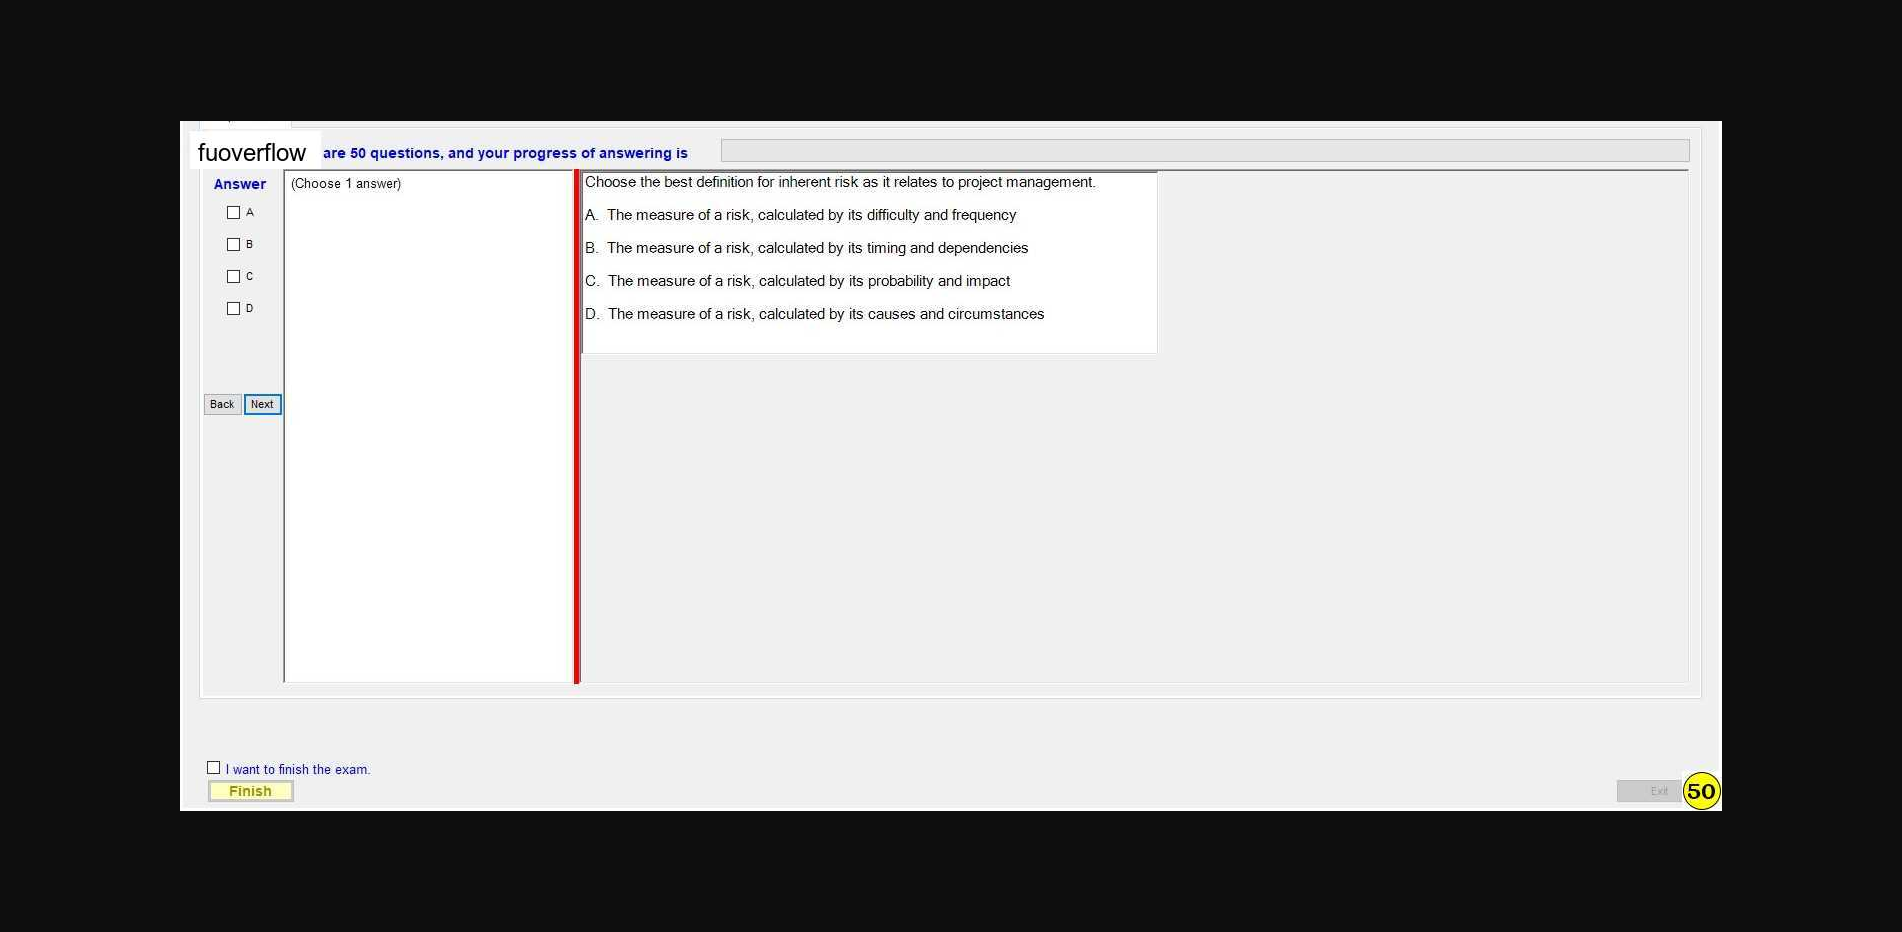 fuoverflow are 50 questions, and your progress of answering is
Answer
(Choose 1 answer)
A
B
C
D
Back Next
Choose the best definition for inherent risk as it relates to project management.
A. The measure of a risk, calculated by its difficulty and frequency
B. The measure of a risk, calculated by its timing and dependencies
C. The measure of a risk, calculated by its probability and impact
D. The measure of a risk, calculated by its causes and circumstances
I want to finish the exam.
Finish
Exit
50